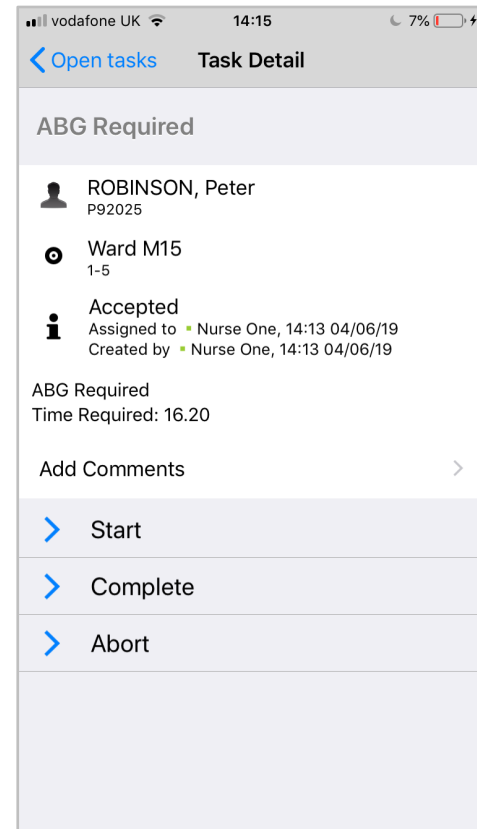 vodafone UK 14:15 7%
Open tasks Task Detail
ABG Required
ROBINSON, Peter
P92025
Ward M15
1-5
Accepted
Assigned to Nurse One, 14:13 04/06/19
Created by Nurse One, 14:13 04/06/19
ABG Required
Time Required: 16.20
Add Comments
Start
Complete
Abort